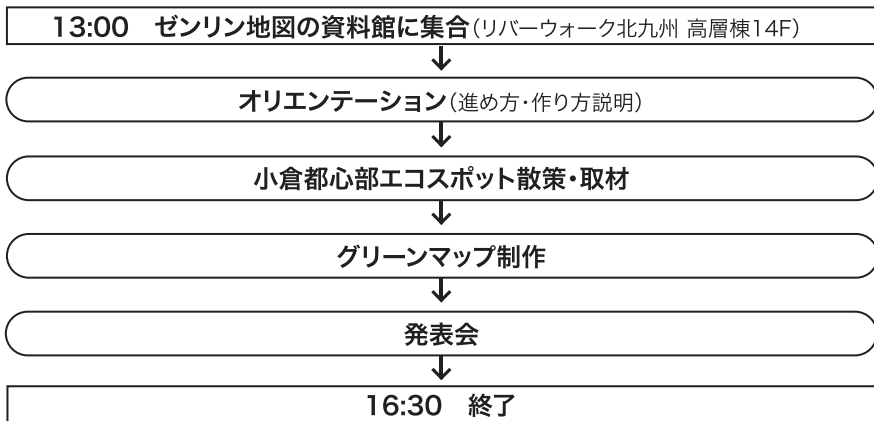 13:00　ゼンリン地図の資料館に集合（リバーウォーク北九州 高層棟14F）
オリエンテーション（進め方・作り方説明）
小倉都心部エコスポット散策・取材
グリーンマップ制作
発表会
16:30　終了